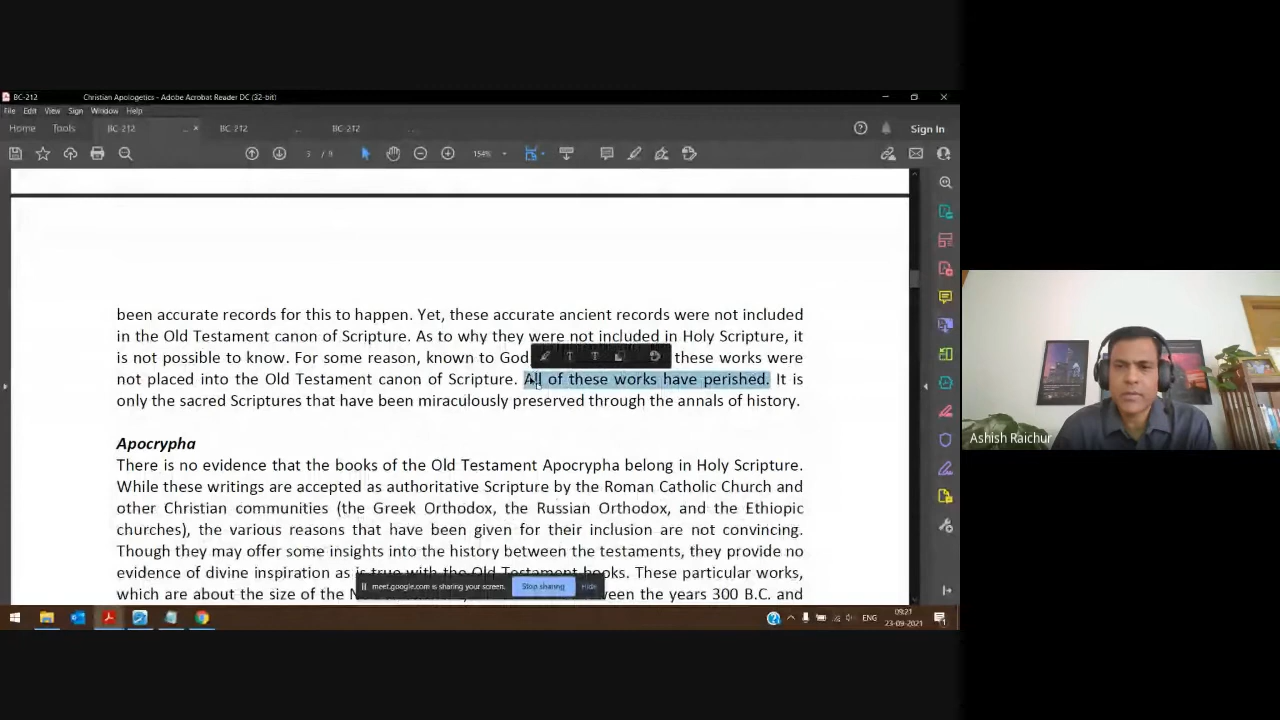 BC-212
Christian Apologetics - Adobe Acrobat Reader DC (32-bit)
File Edit View Sign Window Help
Home Tools BC-212 ... × BC-212 ... BC-212 ...
Sign In
/ 154%
been accurate records for this to happen. Yet, these accurate ancient records were not included
in the Old Testament canon of Scripture. As to why they were not included in Holy Scripture, it
is not possible to know. For some reason, known to God these works were
not placed into the Old Testament canon of Scripture. All of these works have perished. It is
only the sacred Scriptures that have been miraculously preserved through the annals of history.
Apocrypha
There is no evidence that the books of the Old Testament Apocrypha belong in Holy Scripture.
While these writings are accepted as authoritative Scripture by the Roman Catholic Church and
other Christian communities (the Greek Orthodox, the Russian Orthodox, and the Ethiopic
churches), the various reasons that have been given for their inclusion are not convincing.
Though they may offer some insights into the history between the testaments, they provide no
evidence of divine inspiration as is true with the Old Testament books. These particular works,
which are about the size of the between the years 300 B.C. and
meet.google.com is sharing your screen. Stop sharing Hide
Ashish Raichur
ENG
09:21
23-09-2021